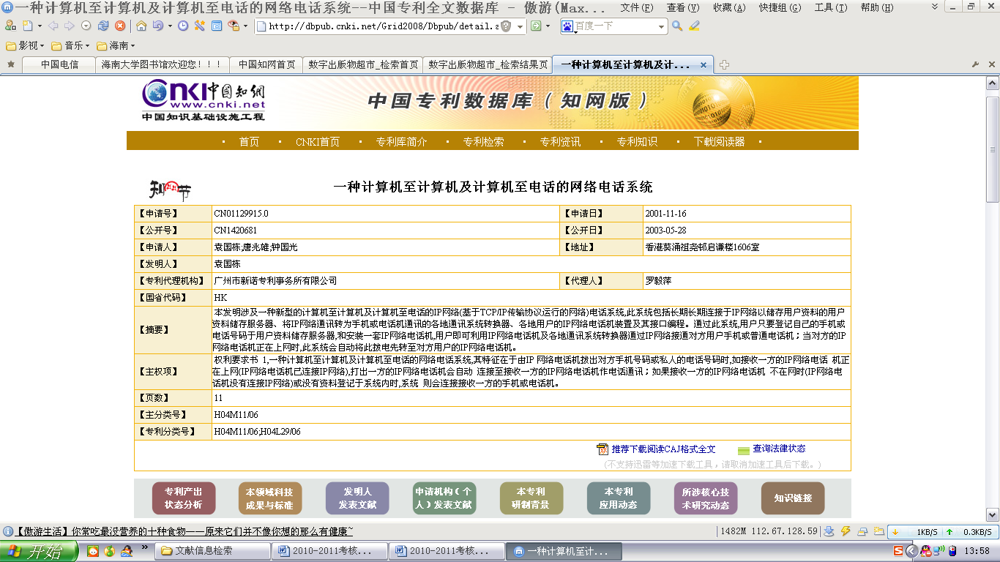 一种计算机至计算机及计算机至电话的网络电话系统--中国专利全文数据库 - 傲游(Max...
文件(F) 查看(V) 收藏(A) 快捷组(G) 工具(T) 帮助(H)
http://dbpub.cnki.net/Grid2008/Dbpub/detail.a
百度一下
影视 音乐 海南
中国电信 海南大学图书馆欢迎您！！！ 中国知网首页 数字出版物超市_检索首页 数字出版物超市_检索结果页 一种计算机至计算机及计...
cnki中国知網
www.cnki.net
中国知识基础设施工程
中国专利数据库（知网版）
· 首页 · CNKI首页 · 专利库简介 · 专利检索 · 专利资讯 · 专利知识 · 下载阅读器 ·
知网节
一种计算机至计算机及计算机至电话的网络电话系统
【申请号】 CN01129915.0 【申请日】 2001-11-16
【公开号】 CN1420681 【公开日】 2003-05-28
【申请人】 袁国栋;唐兆雄;钟国光 【地址】 香港葵涌祖尧邨启谦楼1606室
【发明人】 袁国栋
【专利代理机构】 广州市新诺专利亊务所有限公司 【代理人】 罗毅萍
【国省代码】 HK
【摘要】
本发明涉及一种新型的计算机至计算机及计算机至电话的IP网络(基于TCP/IP传输协议运行的网络)电话系统,此系统包括长期长期连接于IP网络以储存用户资料的用户
资料储存服务器、将IP网络通讯转为手机或电话机通讯的各地通讯系统转换器、各地用户的IP网络电话机装置及其接口编程。通过此系统,用户只要登记自己的手机或
电话号码于用户资料储存服务器,和安装一套IP网络电话机,用户即可利用IP网络电话机及各地通讯系统转换器通过IP网络接通对方用户手机或普通电话机；当对方的IP
网络电话机正在上网时,此系统会自动将此拨电先转至对方用户的IP网络电话机。
【主权项】
权利要求书 1,一种计算机至计算机及计算机至电话的网络电话系统,其特征在于由IP 网络电话机拨出对方手机号码或私人的电话号码时,如接收一方的IP网络电话 机正
在上网(IP网络电话机已连接IP网络),打出一方的IP网络电话机会自动 连接至接收一方的IP网络电话机作电话通讯；如果接收一方的IP网络电话机 不在网时(IP网络电
话机没有连接IP网络)或没有资料登记于系统内时,系统 则会连接接收一方的手机或电话机。
【页数】 11
【主分类号】 H04M11/06
【专利分类号】 H04M11/06;H04L29/06
推荐下载阅读CAJ格式全文 查询法律状态
(不支持迅雷等加速下载工具，请取消加速工具后下载。)
专利产出
状态分析
本领域科技
成果与标准
发明人
发表文献
申请机构（个
人）发表文献
本专利
研制背景
本专利
应用动态
所涉核心技
术研究动态
知识链接
【傲游生活】你常吃最没营养的十种食物——原来它们并不像你想的那么有健康~
1482M 112.67.128.59 1KB/S 0.3KB/S
开始 文献信息检索 2010-2011考核... 2010-2011考核... 一种计算机至计... 13:58